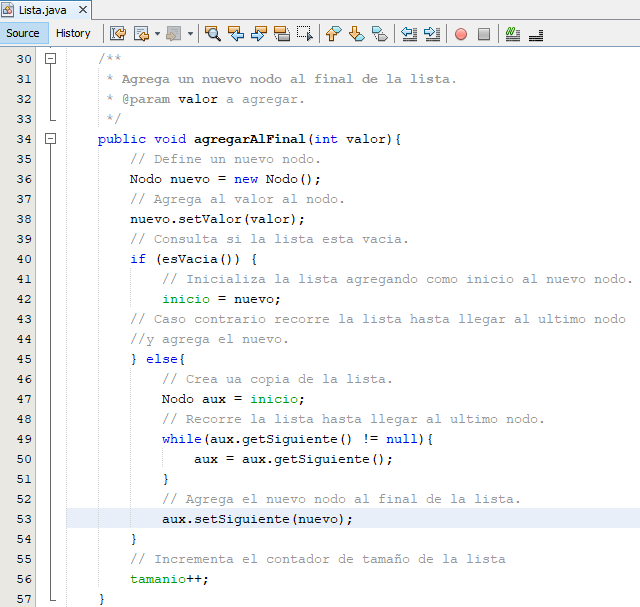 Lista.java
Source History
30 /**
31 * Agrega un nuevo nodo al final de la lista.
32 * @param valor a agregar.
33 */
34 public void agregarAlFinal(int valor){
35 // Define un nuevo nodo.
36 Nodo nuevo = new Nodo();
37 // Agrega al valor al nodo.
38 nuevo.setValor(valor);
39 // Consulta si la lista esta vacia.
40 if (esVacia()) {
41 // Inicializa la lista agregando como inicio al nuevo nodo.
42 inicio = nuevo;
43 // Caso contrario recorre la lista hasta llegar al ultimo nodo
44 //y agrega el nuevo.
45 } else{
46 // Crea ua copia de la lista.
47 Nodo aux = inicio;
48 // Recorre la lista hasta llegar al ultimo nodo.
49 while(aux.getSiguiente() != null){
50 aux = aux.getSiguiente();
51 }
52 // Agrega el nuevo nodo al final de la lista.
53 aux.setSiguiente(nuevo);
54 }
55 // Incrementa el contador de tamaño de la lista
56 tamanio++;
57 }